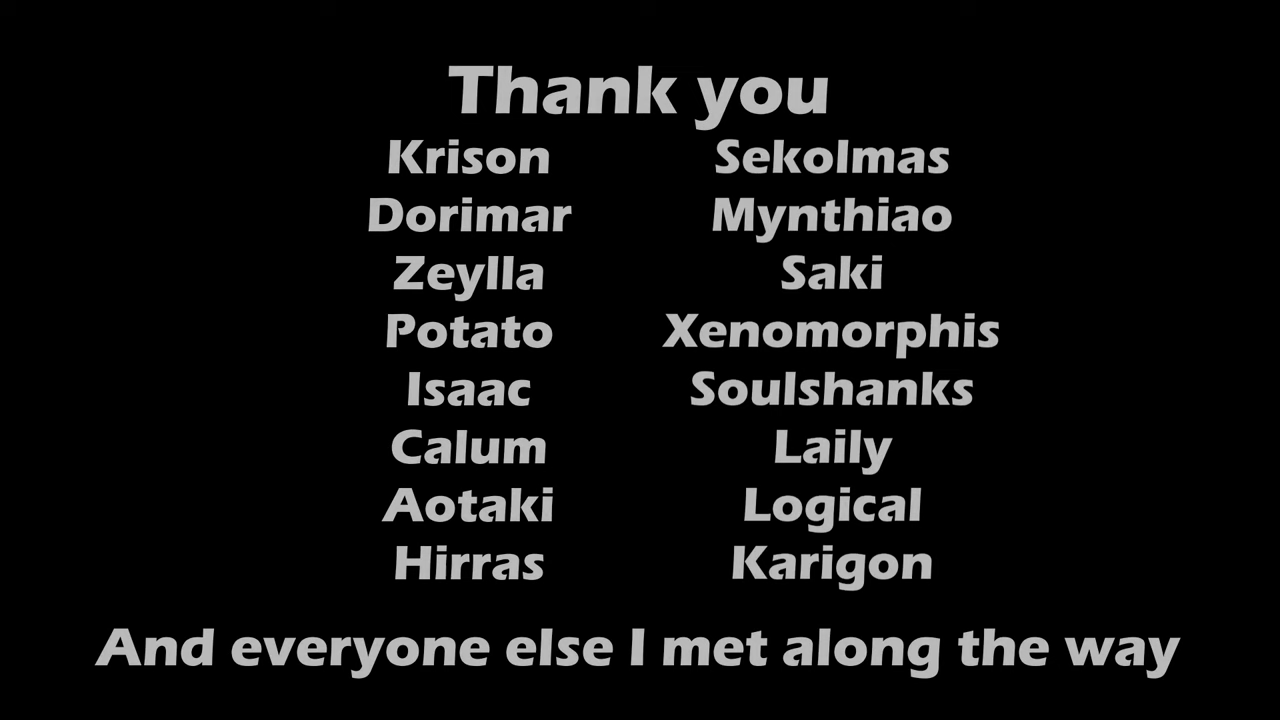 Thank you
Krison Sekolmas
Dorimar Mynthiao
Zeylla Saki
Potato Xenomorphis
Isaac Soulshanks
Calum Laily
Aotaki Logical
Hirras Karigon
And everyone else I met along the way